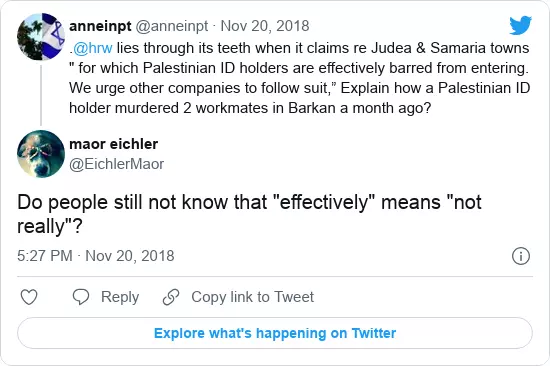 anneinpt @anneinpt · Nov 20, 2018
.@hrw lies through its teeth when it claims re Judea & Samaria towns
" for which Palestinian ID holders are effectively barred from entering.
We urge other companies to follow suit,” Explain how a Palestinian ID
holder murdered 2 workmates in Barkan a month ago?
maor eichler
@EichlerMaor
Do people still not know that "effectively" means "not
really"?
5:27 PM · Nov 20, 2018
Reply Copy link to Tweet
Explore what's happening on Twitter